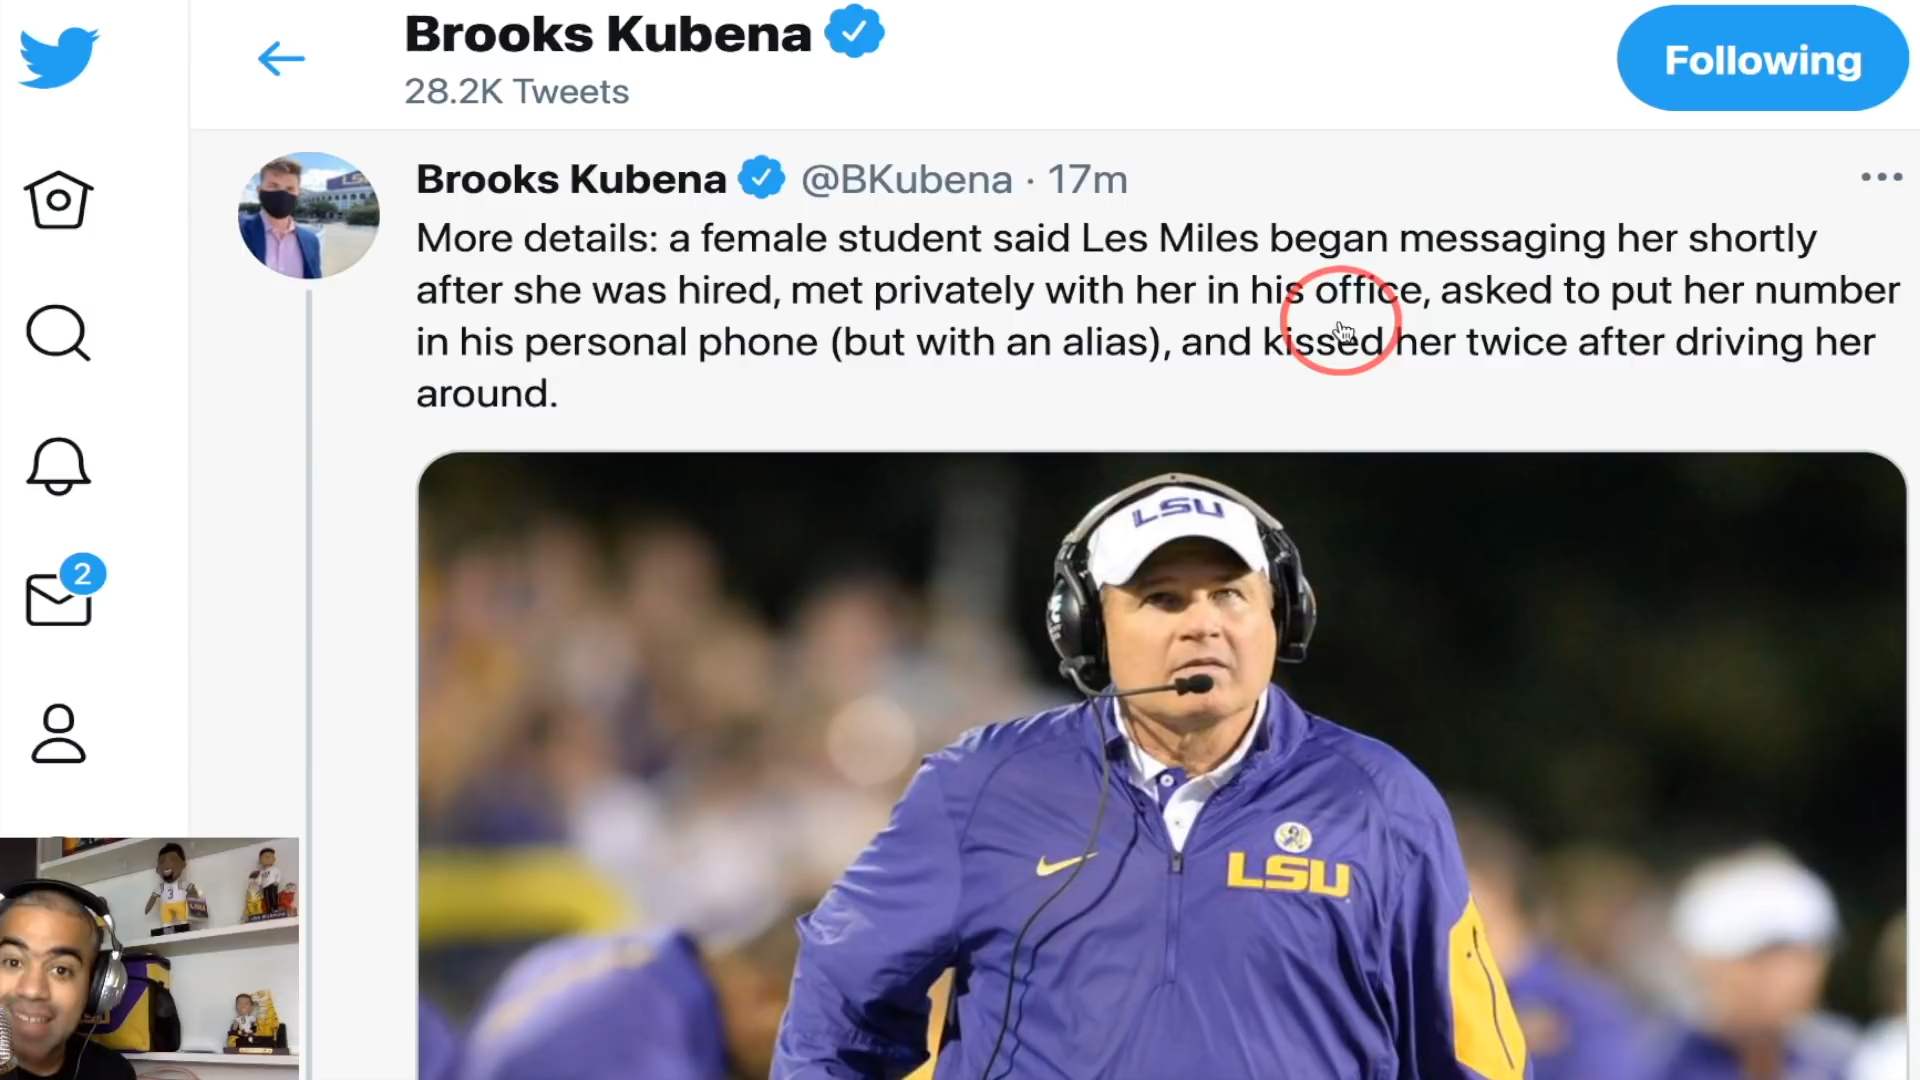 Brooks Kubena
28.2K Tweets
Following
Brooks Kubena @BKubena · 17m
More details: a female student said Les Miles began messaging her shortly
after she was hired, met privately with her in his office, asked to put her number
in his personal phone (but with an alias), and kissed her twice after driving her
around.
2
LSU
LSU
3